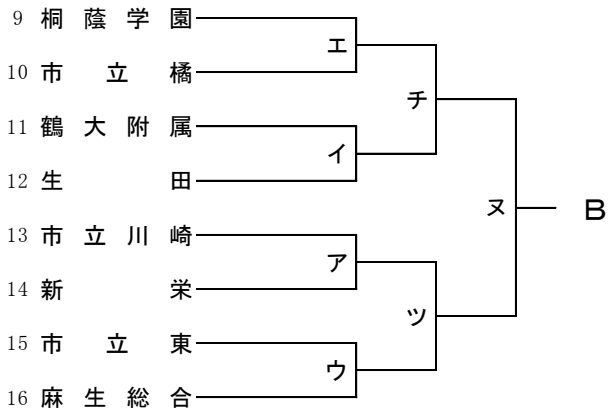 9 桐蔭学園
エ
10 市立橘
チ
11 鶴大附属
イ
12 生田
ヌ B
13 市立川崎
ア
14 新栄
ツ
15 市立東
ウ
16 麻生総合